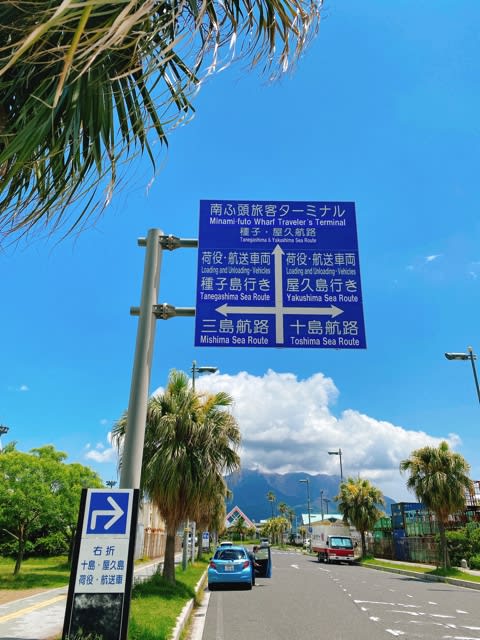 南ふ頭旅客ターミナル
Minami-futo Wharf Traveler's Terminal
種子・屋久航路
Tanegashima & Yakushima Sea Route
荷役・航送車両
Loading and Unloading・Vehicles
種子島行き
Tanegashima Sea Route
荷役・航送車両
Loading and Unloading・Vehicles
屋久島行き
Yakushima Sea Route
三島航路
Mishima Sea Route
十島航路
Toshima Sea Route
右折
十島・屋久島
荷役・航送車